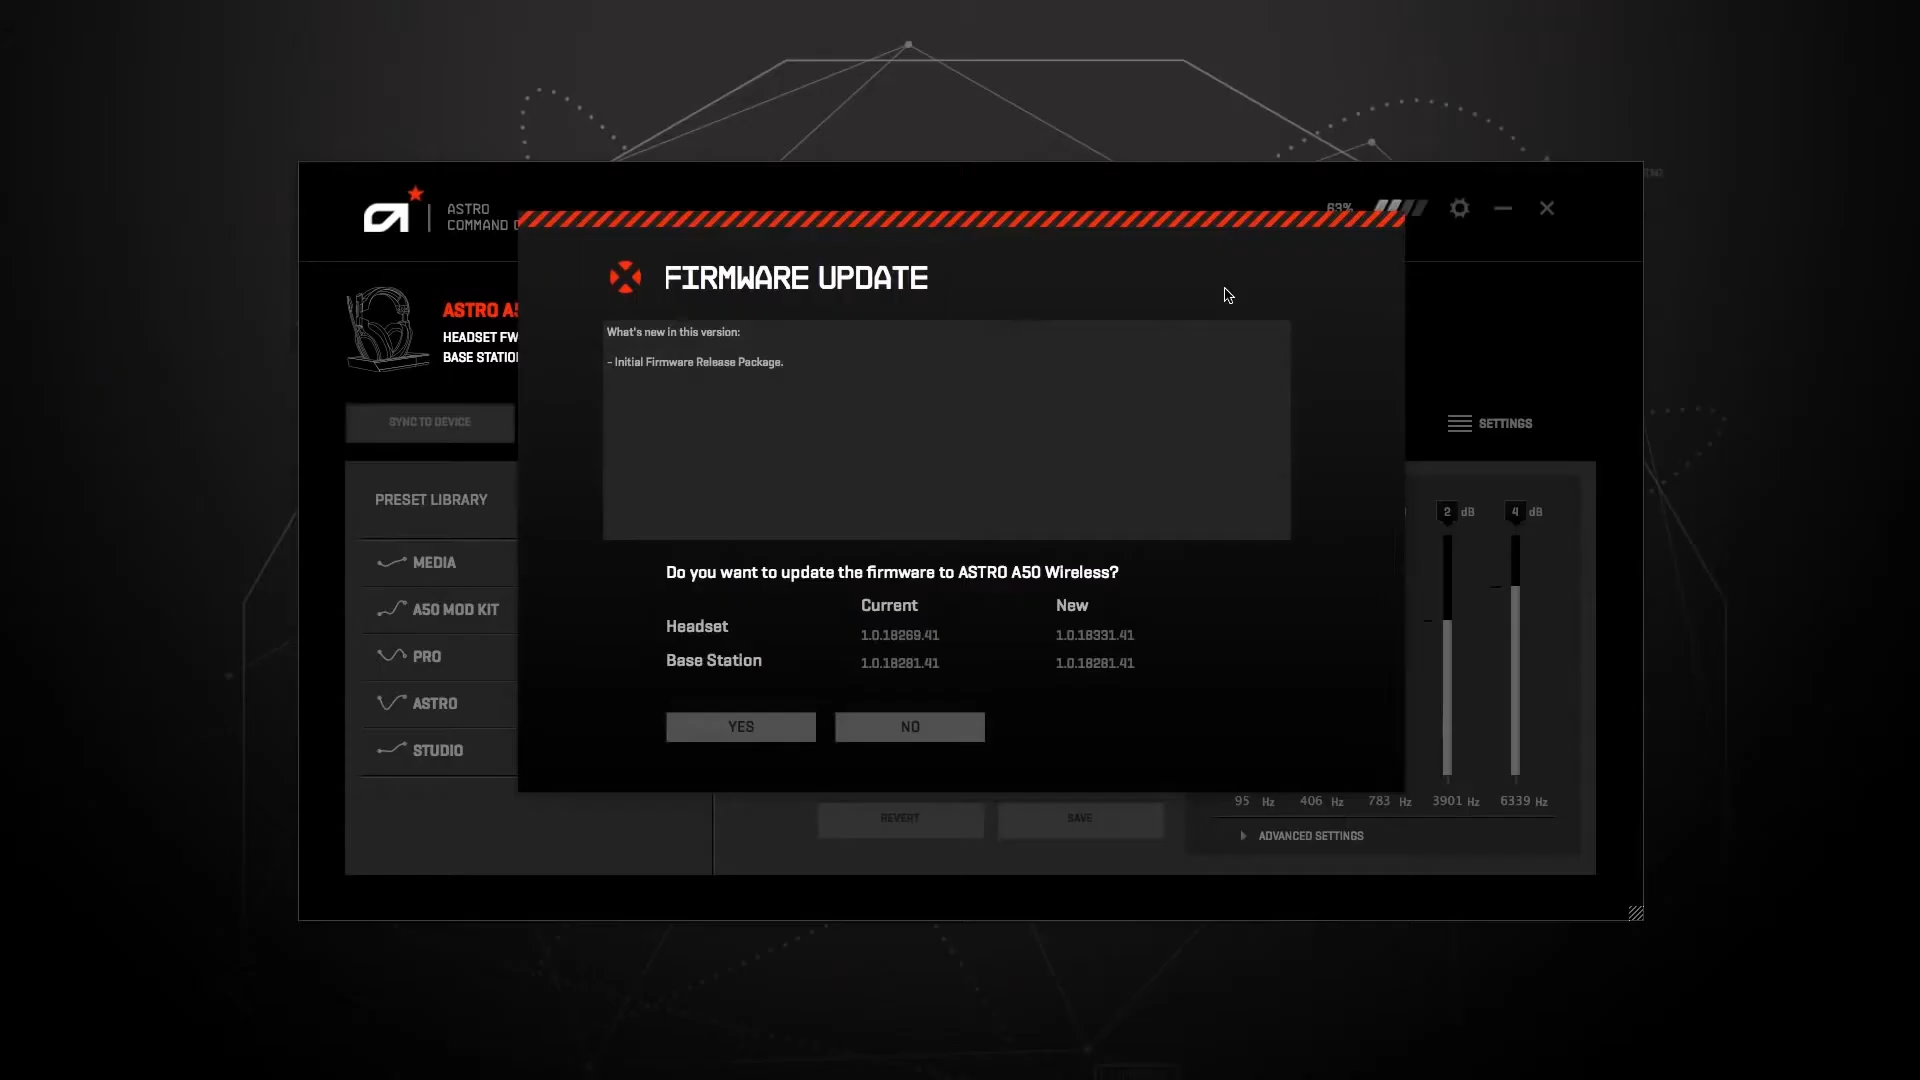 ASTRO
COMMAND
63%
FIRMWARE UPDATE
ASTRO
HEADSET FW
BASE STATIO
What's new in this version:
- Initial Firmware Release Package.
SYNC TO DEVICE
SETTINGS
PRESET LIBRARY
MEDIA
A50 MOD KIT
PRO
ASTRO
STUDIO
2 dB
4 dB
Do you want to update the firmware to ASTRO A50 Wireless?
Current New
Headset 1.0.18269.41 1.0.18331.41
Base Station 1.0.18281.41 1.0.18281.41
YES NO
95 Hz 406 Hz 783 Hz 3901 Hz 6339 Hz
REVERT SAVE
ADVANCED SETTINGS